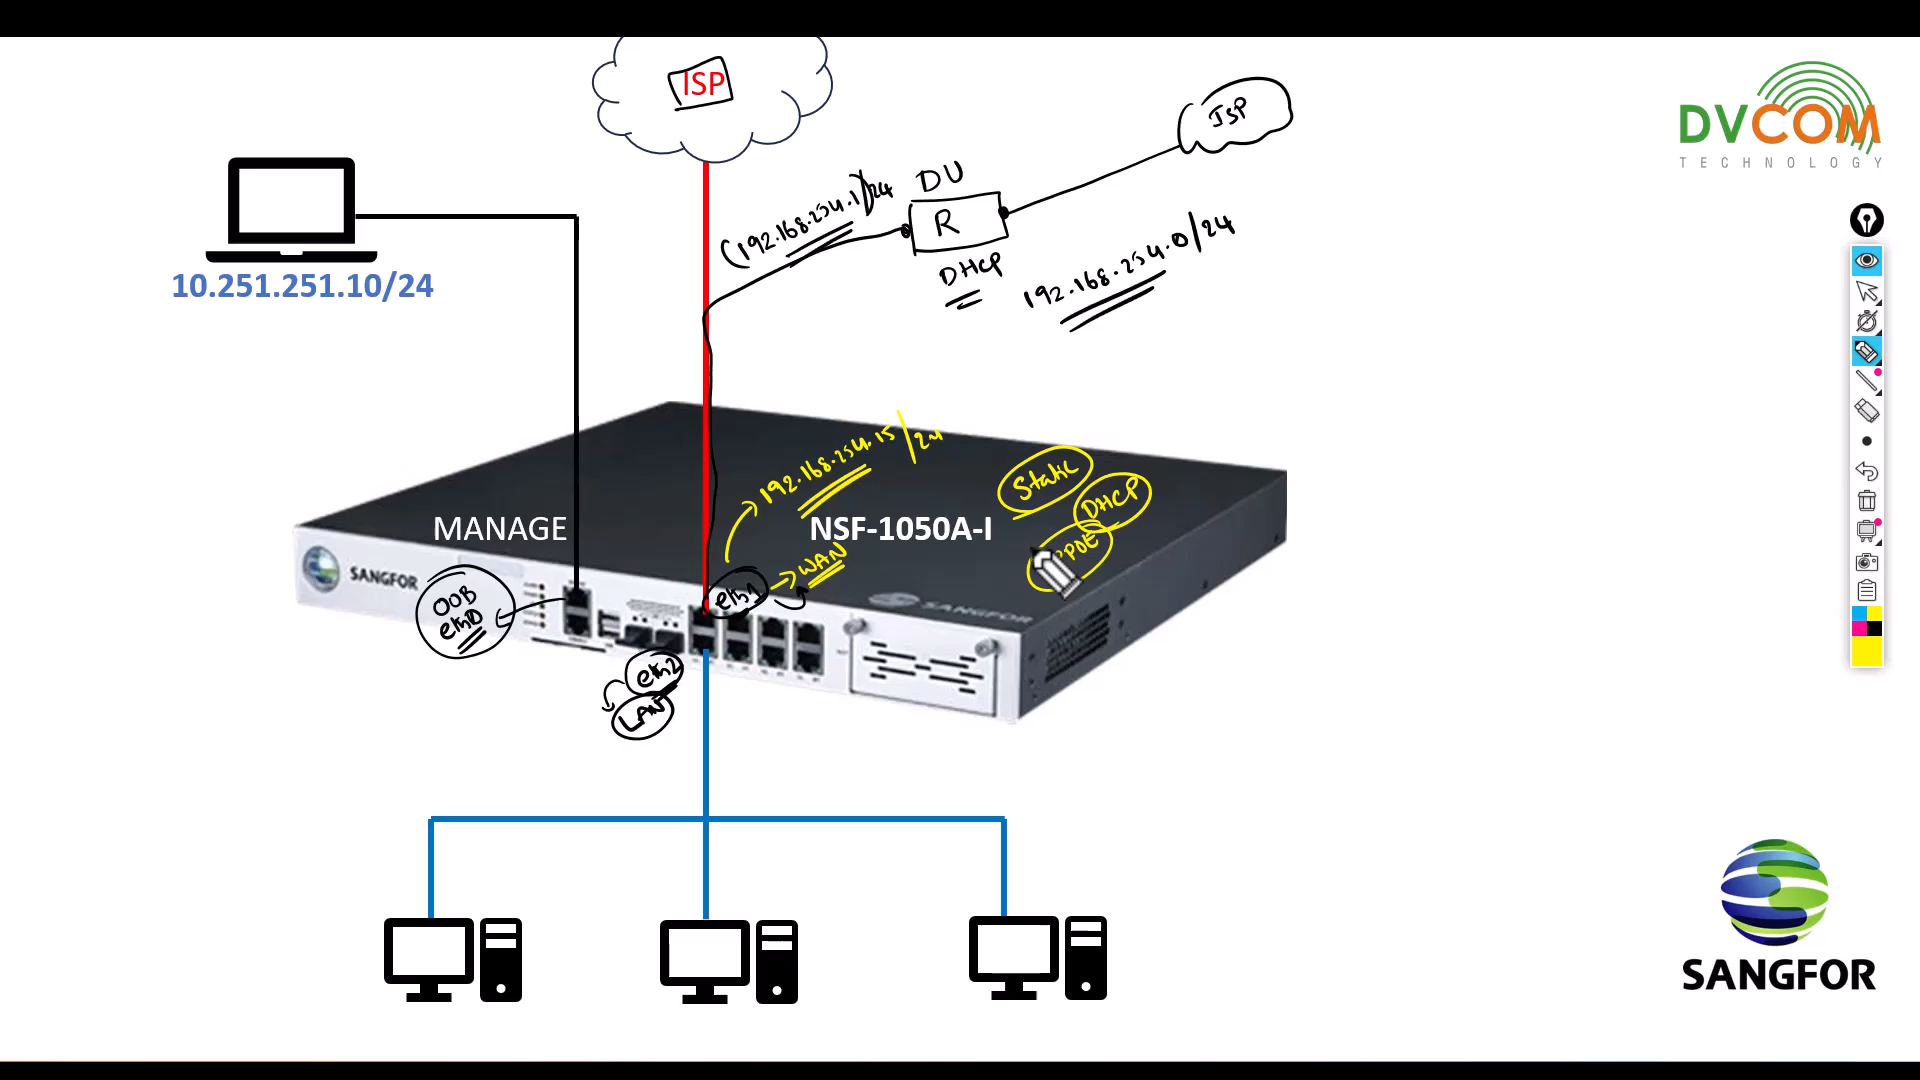 ISP
ISP
DVCOM
TECHNOLOGY
DU
(192.168.254.1)/24
R
DHCP
192.168.254.0/24
10.251.251.10/24
192.168.254.15/24
Static
DHCP
PPOE
MANAGE
NSF-1050A-I
WAN
SANGFOR
OOB
eth0
eth1
SANGFOR
eth2
LAN
SANGFOR